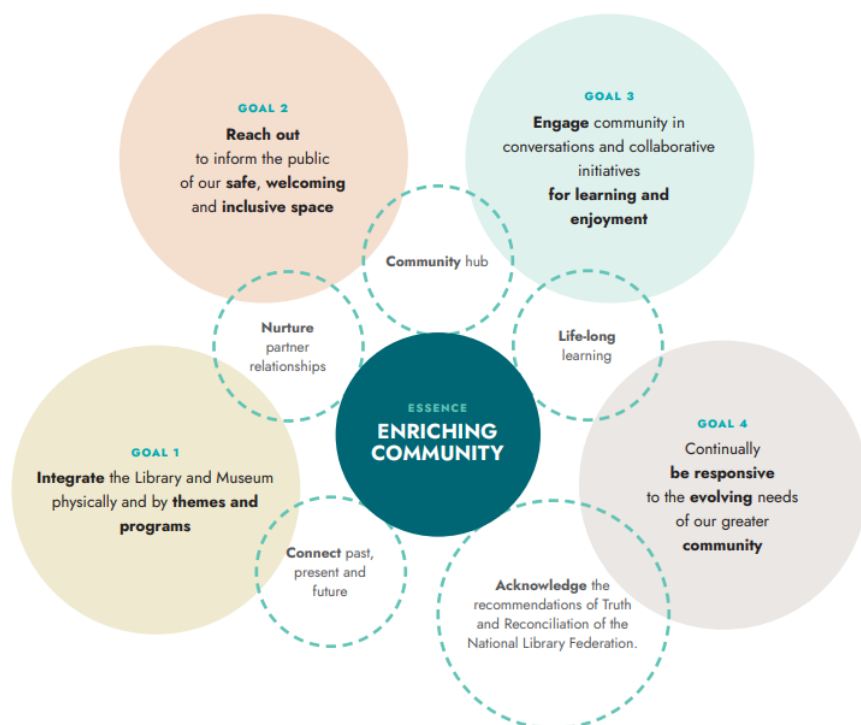 GOAL 2
Reach out
to inform the public
of our safe, welcoming
and inclusive space
GOAL 3
Engage community in
conversations and collaborative
initiatives
for learning and
enjoyment
Community hub
Nurture
partner
relationships
Life-long
learning
ESSENCE
ENRICHING
COMMUNITY
GOAL 1
Integrate the Library and Museum
physically and by themes and
programs
GOAL 4
Continually
be responsive
to the evolving needs
of our greater
community
Connect past,
present and
future
Acknowledge the
recommendations of Truth
and Reconciliation of the
National Library Federation.